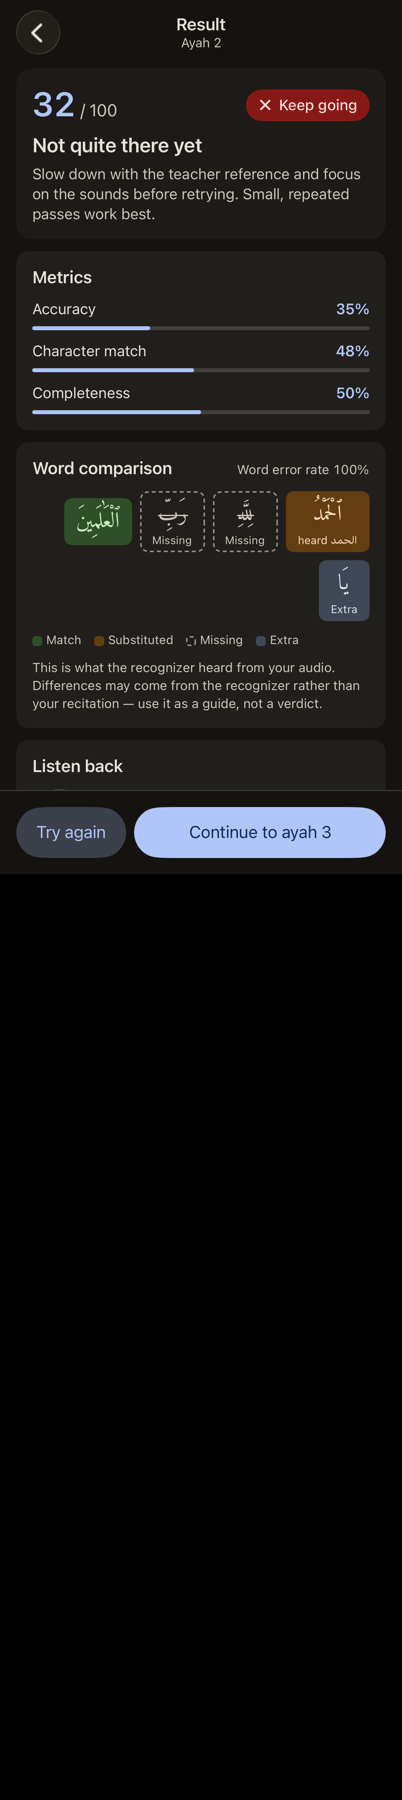 Result
Ayah 2
32 / 100
Keep going
Not quite there yet
Slow down with the teacher reference and focus
on the sounds before retrying. Small, repeated
passes work best.
Metrics
Accuracy 35%
Character match 48%
Completeness 50%
Word comparison Word error rate 100%
ٱلْحَمْدُ لِلَّهِ رَبِّ ٱلْعَٰلَمِينَ
heard الحمد Missing Missing
يَا
Extra
Match Substituted Missing Extra
This is what the recognizer heard from your audio.
Differences may come from the recognizer rather than
your recitation — use it as a guide, not a verdict.
Listen back
Try again Continue to ayah 3